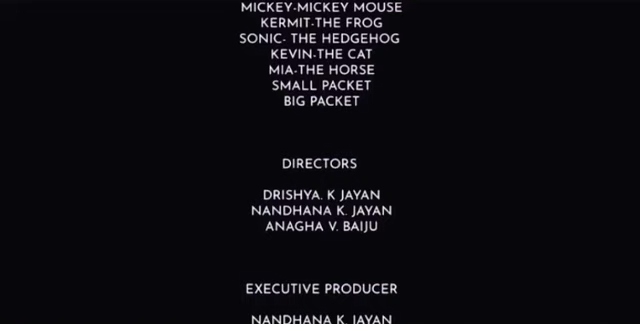 MICKEY-MICKEY MOUSE
KERMIT-THE FROG
SONIC- THE HEDGEHOG
KEVIN-THE CAT
MIA-THE HORSE
SMALL PACKET
BIG PACKET
DIRECTORS
DRISHYA. K JAYAN
NANDHANA K. JAYAN
ANAGHA V. BAIJU
EXECUTIVE PRODUCER
NANDHANA K. JAYAN